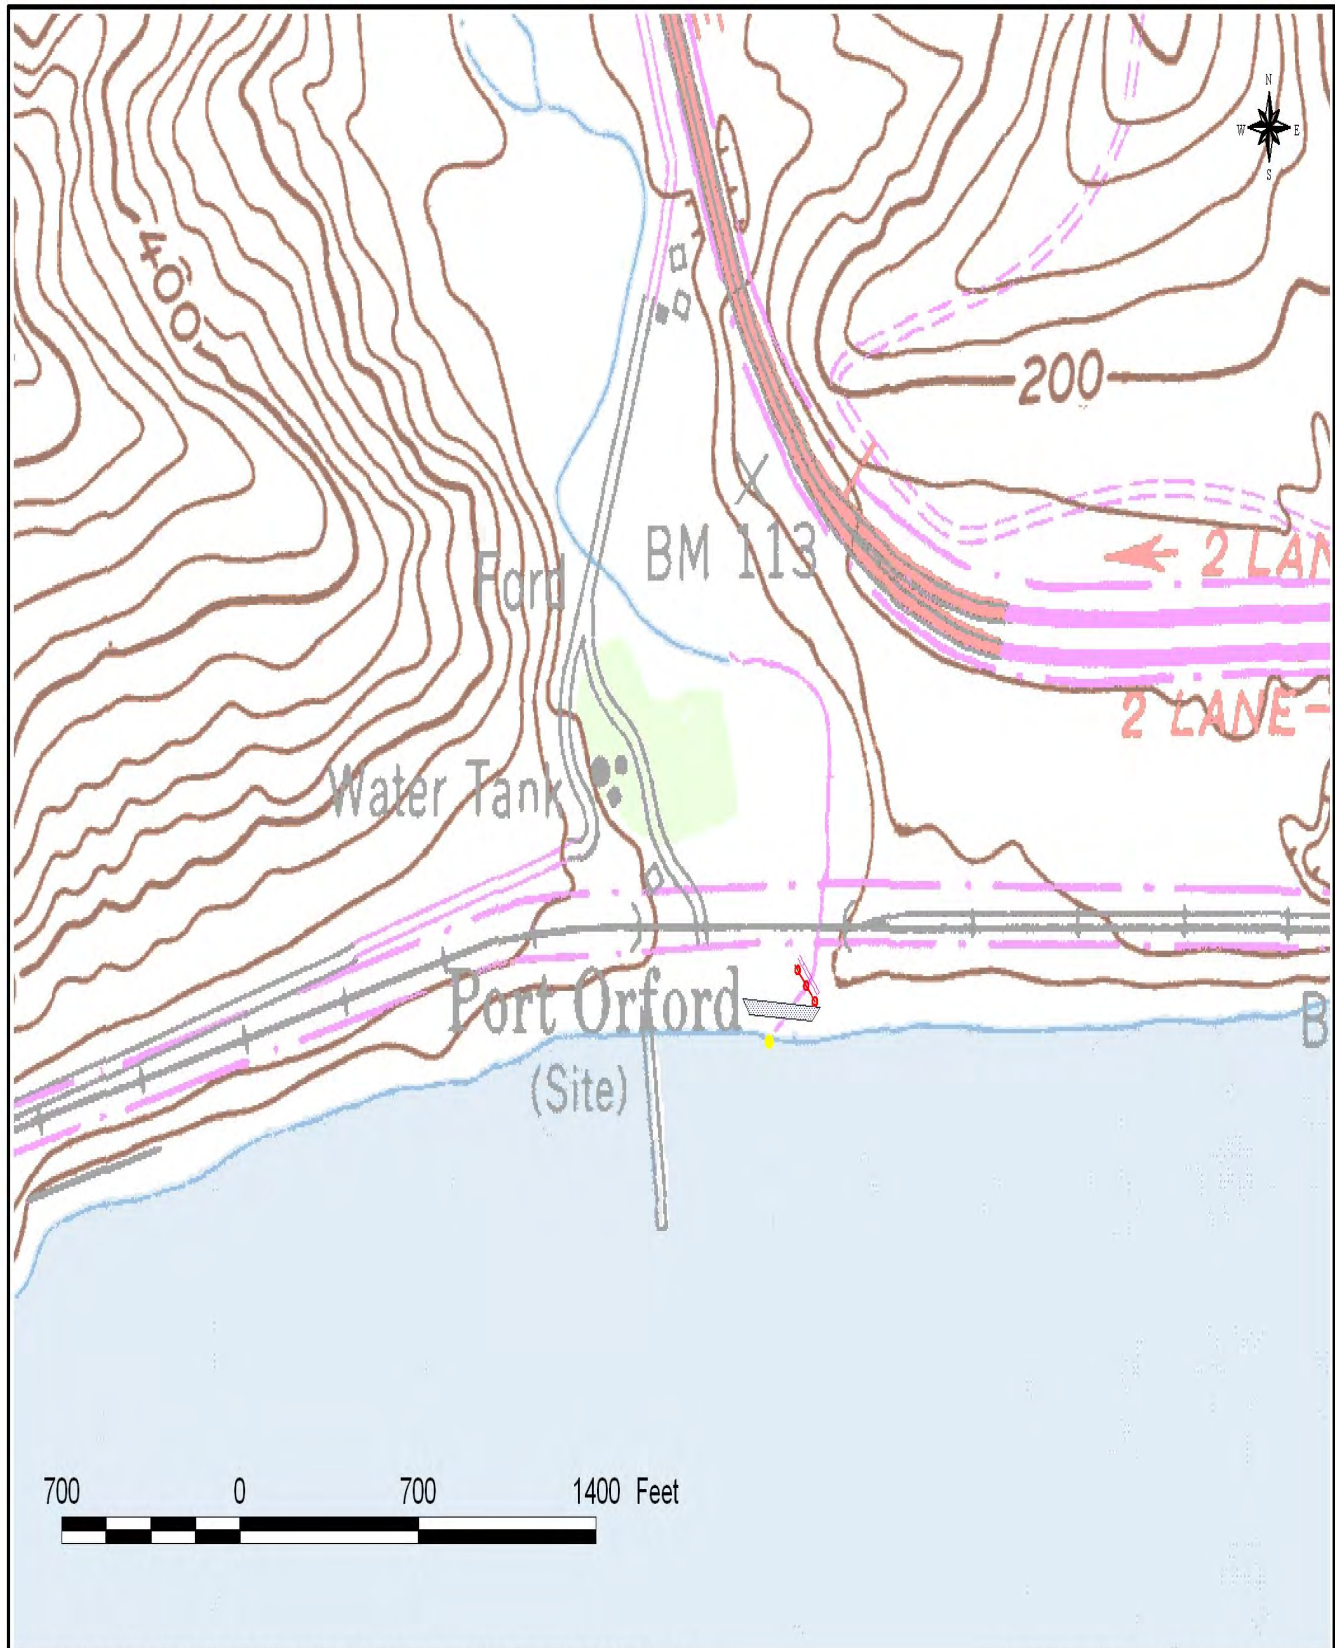 N
W E
S
400
200
BM 113
Ford
2 LAN
2 LANE-
Water Tank
Port Orford
(Site)
B
700 0 700 1400 Feet